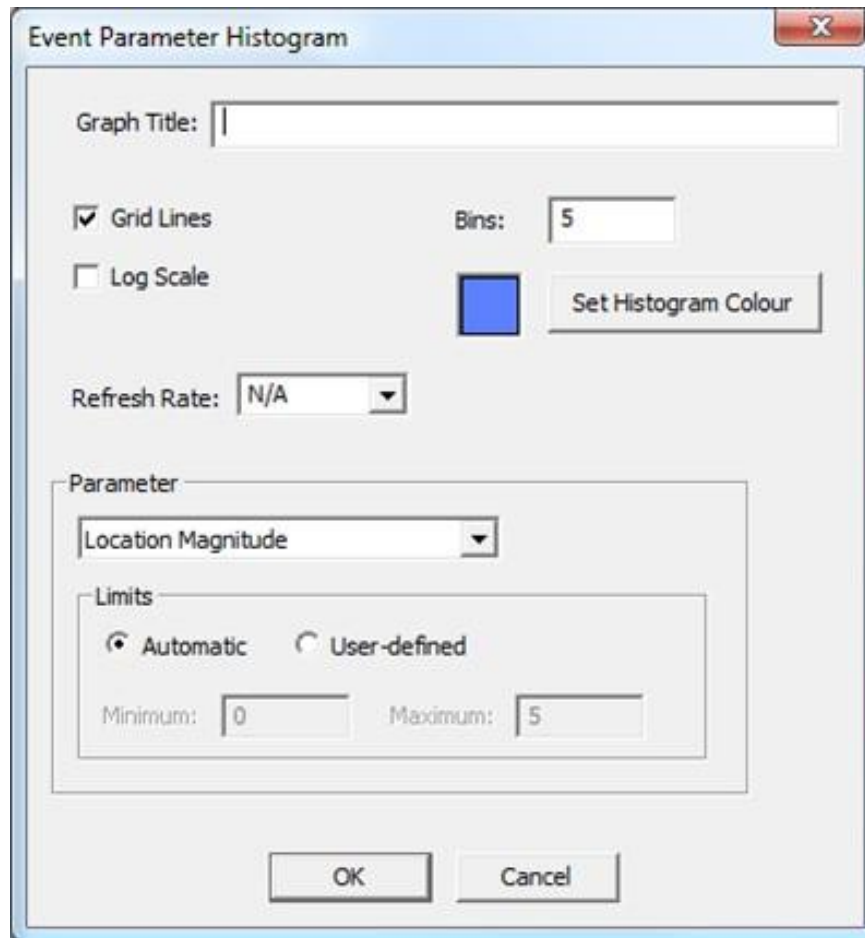 Event Parameter Histogram
Graph Title:
Grid Lines
Bins: 5
Log Scale
Set Histogram Colour
Refresh Rate: N/A
Parameter
Location Magnitude
Limits
Automatic User-defined
Minimum: 0 Maximum: 5
OK Cancel